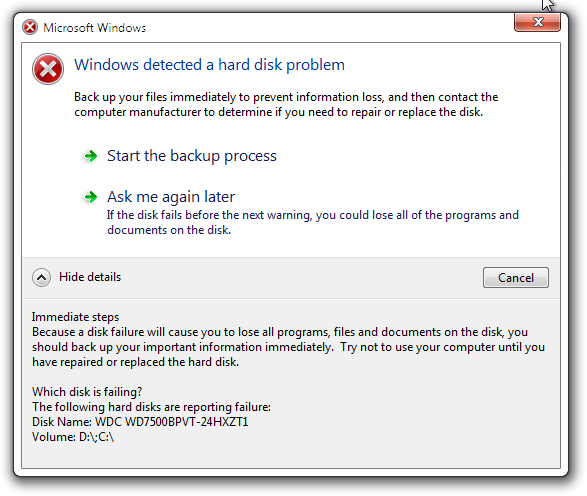 Microsoft Windows
Windows detected a hard disk problem
Back up your files immediately to prevent information loss, and then contact the
computer manufacturer to determine if you need to repair or replace the disk.
Start the backup process
Ask me again later
If the disk fails before the next warning, you could lose all of the programs and
documents on the disk.
Hide details
Cancel
Immediate steps
Because a disk failure will cause you to lose all programs, files and documents on the disk, you
should back up your important information immediately.  Try not to use your computer until you
have repaired or replaced the hard disk.
Which disk is failing?
The following hard disks are reporting failure:
Disk Name: WDC WD7500BPVT-24HXZT1
Volume: D:\;C:\